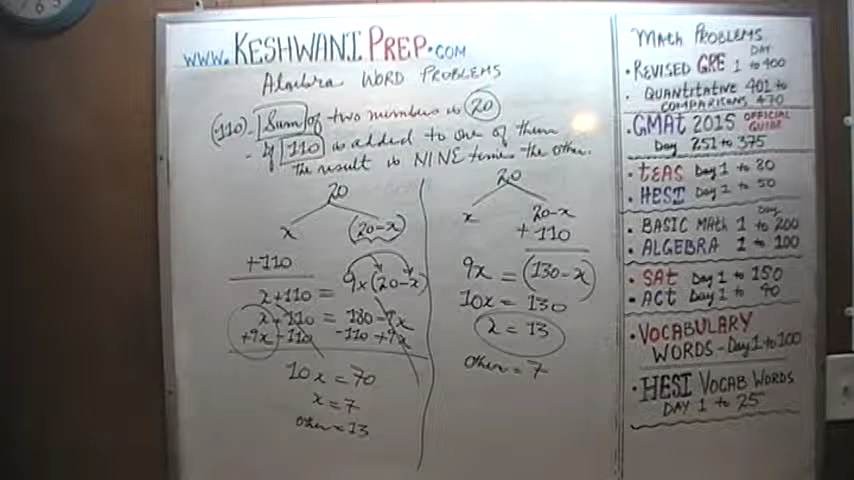 www.KESHWANIPREP.COM
Algebra WORD PROBLEMS
(110) - Sum of two numbers is 20
- If 110 is added to one of them
the result is NINE times the other.
20
x (20-x)
+110
9x(20-x)
x+110 =
x+110 = 180-9x
+9x-110 -110+9x
10x = 70
x = 7
other = 13
20
x 20-x
+110
9x = (130-x)
10x = 130
x = 13
other = 7
MATH PROBLEMS
DAY
• REVISED GRE 1 to 400
• QUANTITATIVE 401 to
COMPARISONS 470
• GMAT 2015 OFFICIAL
GUIDE
Day 251 to 375
• TEAS Day 1 to 80
• HESI Day 1 to 50
Day
• BASIC MATH 1 to 200
• ALGEBRA 1 to 100
• SAt Day 1 to 150
• ACT Day 1 to 40
• VOCABULARY
WORDS - Day 1 to 100
• HESI VOCAB WORDS
DAY 1 to 25